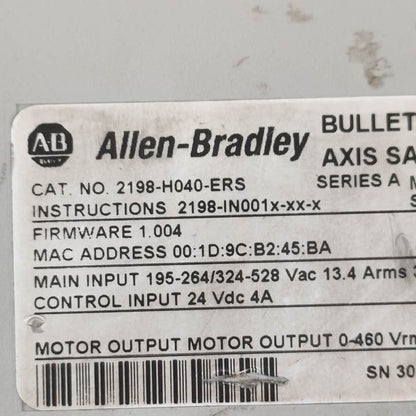 AB Allen-Bradley BULLET
AXIS SA
CAT. NO. 2198-H040-ERS SERIES A
INSTRUCTIONS 2198-IN001x-xx-x
FIRMWARE 1.004
MAC ADDRESS 00:1D:9C:B2:45:BA
MAIN INPUT 195-264/324-528 Vac 13.4 Arms
CONTROL INPUT 24 Vdc 4A
MOTOR OUTPUT MOTOR OUTPUT 0-460 Vrm
SN 30